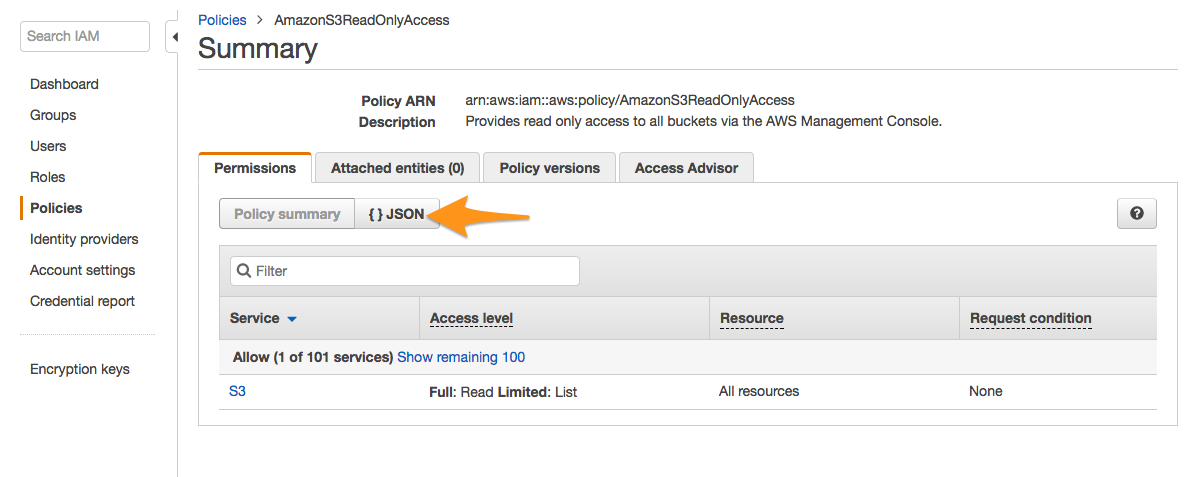 Search IAM
Dashboard
Groups
Users
Roles
Policies
Identity providers
Account settings
Credential report
Encryption keys
Policies > AmazonS3ReadOnlyAccess
Summary
Policy ARN arn:aws:iam::aws:policy/AmazonS3ReadOnlyAccess
Description Provides read only access to all buckets via the AWS Management Console.
Permissions Attached entities (0) Policy versions Access Advisor
Policy summary { } JSON ?
Filter
Service Access level Resource Request condition
Allow (1 of 101 services) Show remaining 100
S3 Full: Read Limited: List All resources None